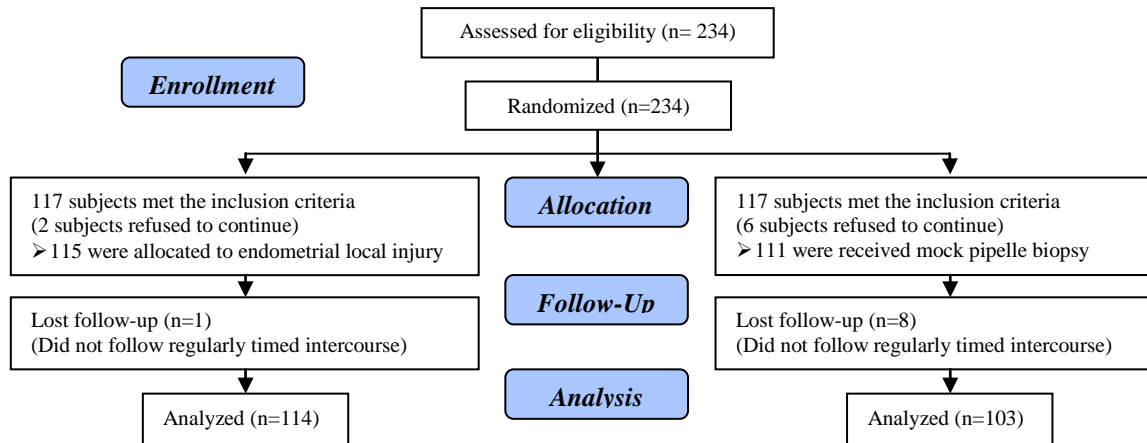 Assessed for eligibility (n= 234)
Enrollment
Randomized (n=234)
117 subjects met the inclusion criteria
(2 subjects refused to continue)
➢115 were allocated to endometrial local injury
Allocation
117 subjects met the inclusion criteria
(6 subjects refused to continue)
➢111 were received mock pipelle biopsy
Follow-Up
Lost follow-up (n=1)
(Did not follow regularly timed intercourse)
Lost follow-up (n=8)
(Did not follow regularly timed intercourse)
Analysis
Analyzed (n=114)
Analyzed (n=103)